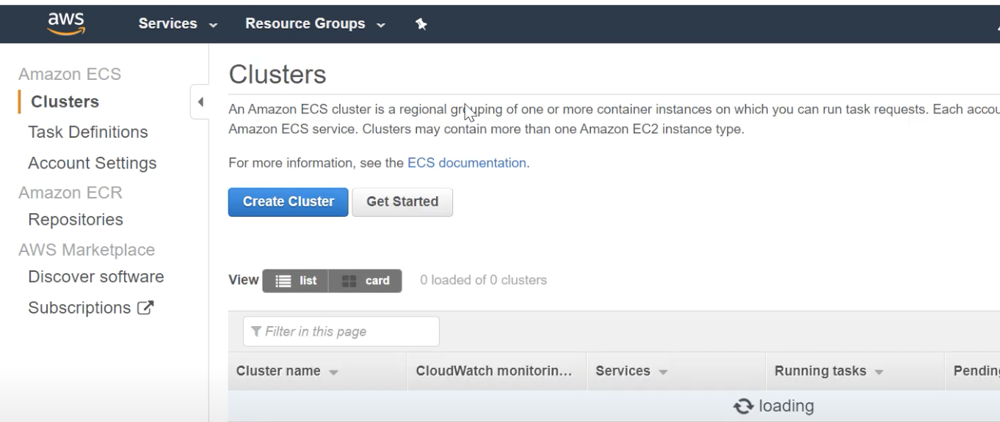 aws Services Resource Groups
Amazon ECS
Clusters
Task Definitions
Account Settings
Amazon ECR
Repositories
AWS Marketplace
Discover software
Subscriptions
Clusters
An Amazon ECS cluster is a regional grouping of one or more container instances on which you can run task requests. Each accou
Amazon ECS service. Clusters may contain more than one Amazon EC2 instance type.
For more information, see the ECS documentation.
Create Cluster Get Started
View list card 0 loaded of 0 clusters
Filter in this page
Cluster name CloudWatch monitorin... Services Running tasks Pending
loading